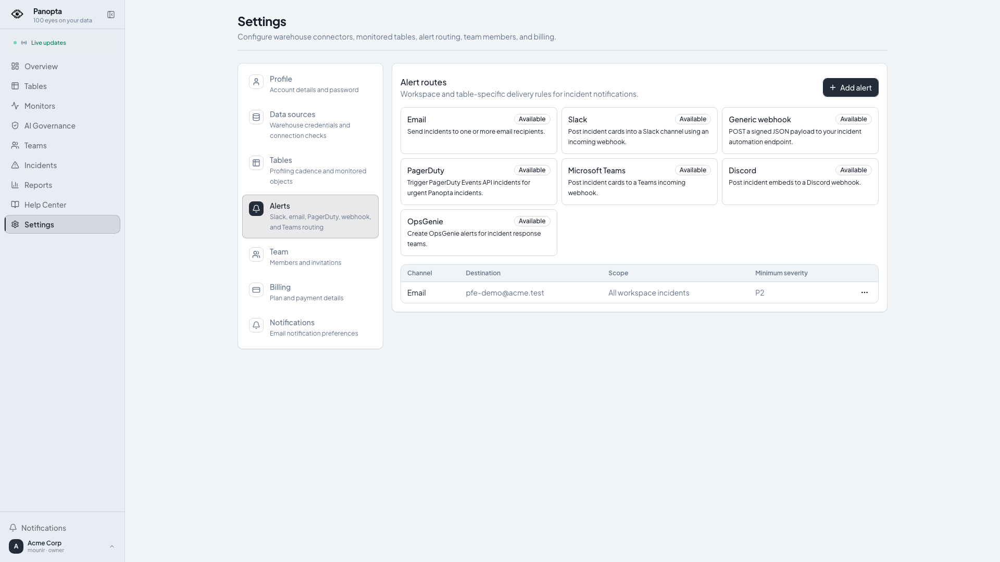 Panopta
100 eyes on your data
Live updates
Overview
Tables
Monitors
AI Governance
Teams
Incidents
Reports
Help Center
Settings
Notifications
A
Acme Corp
mounir · owner
Settings
Configure warehouse connectors, monitored tables, alert routing, team members, and billing.
Profile
Account details and password
Data sources
Warehouse credentials and
connection checks
Tables
Profiling cadence and monitored
objects
Alerts
Slack, email, PagerDuty, webhook,
and Teams routing
Team
Members and invitations
Billing
Plan and payment details
Notifications
Email notification preferences
Alert routes
Workspace and table-specific delivery rules for incident notifications.
Add alert
Email Available
Send incidents to one or more email recipients.
Slack Available
Post incident cards into a Slack channel using an
incoming webhook.
Generic webhook Available
POST a signed JSON payload to your incident
automation endpoint.
PagerDuty Available
Trigger PagerDuty Events API incidents for
urgent Panopta incidents.
Microsoft Teams Available
Post incident cards to a Teams incoming
webhook.
Discord Available
Post incident embeds to a Discord webhook.
OpsGenie Available
Create OpsGenie alerts for incident response
teams.
Channel Destination Scope Minimum severity
Email pfe-demo@acme.test All workspace incidents P2